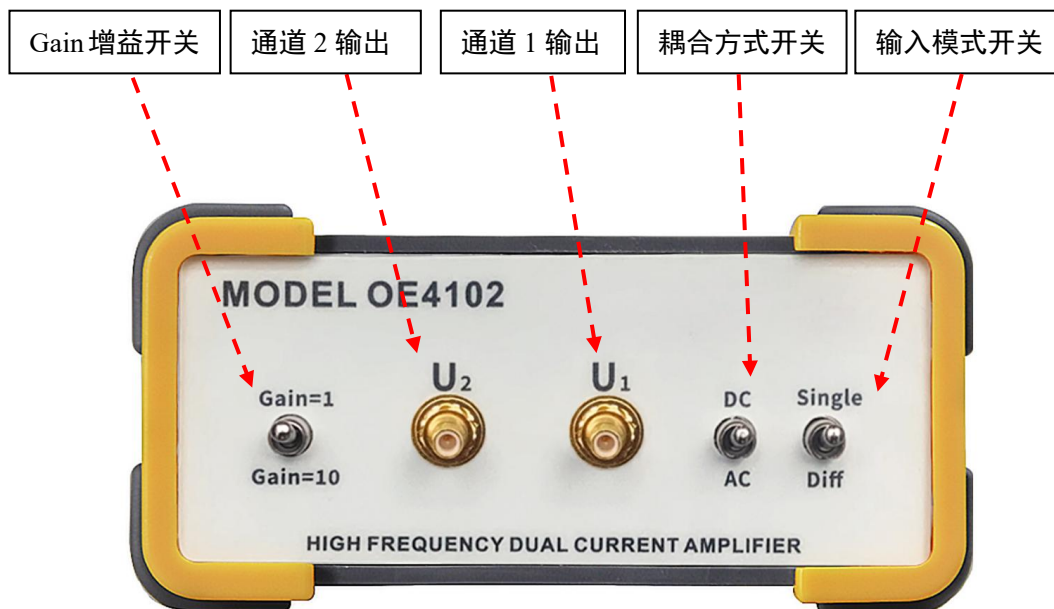 Gain 增益开关
通道 2 输出
通道 1 输出
耦合方式开关
输入模式开关
MODEL OE4102
U2
U1
Gain=1
DC
Single
Gain=10
AC
Diff
HIGH FREQUENCY DUAL CURRENT AMPLIFIER